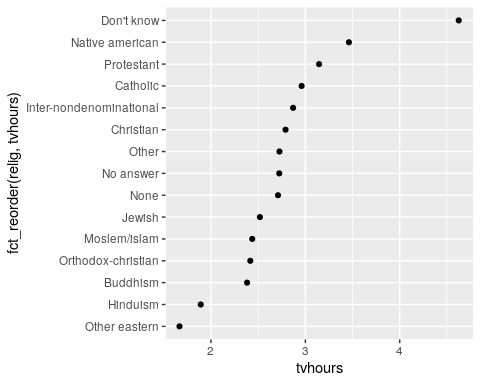 Don't know
Native american
Protestant
Catholic
Inter-nondenominational
Christian
Other
No answer
None
Jewish
Moslem/islam
Orthodox-christian
Buddhism
Hinduism
Other eastern
fct_reorder(relig, tvhours)
2 3 4
tvhours